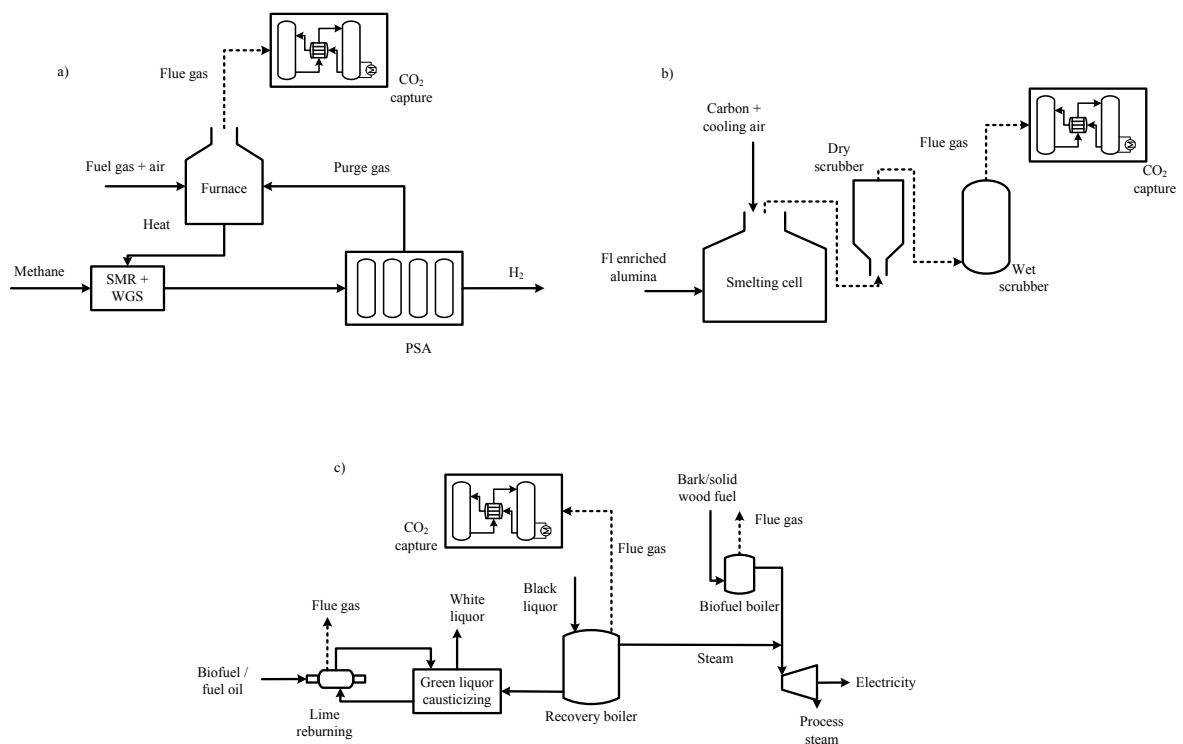 a)
Flue gas
CO2
capture
Fuel gas + air
Furnace
Purge gas
Heat
Methane
SMR +
WGS
H2
PSA
b)
Carbon +
cooling air
Dry
scrubber
Flue gas
CO2
capture
Fl enriched
alumina
Smelting cell
Wet
scrubber
c)
CO2
capture
Flue gas
Bark/solid
wood fuel
Flue gas
Biofuel boiler
Black
liquor
White
liquor
Flue gas
Biofuel /
fuel oil
Lime
reburning
Green liquor
causticizing
Recovery boiler
Steam
Electricity
Process
steam